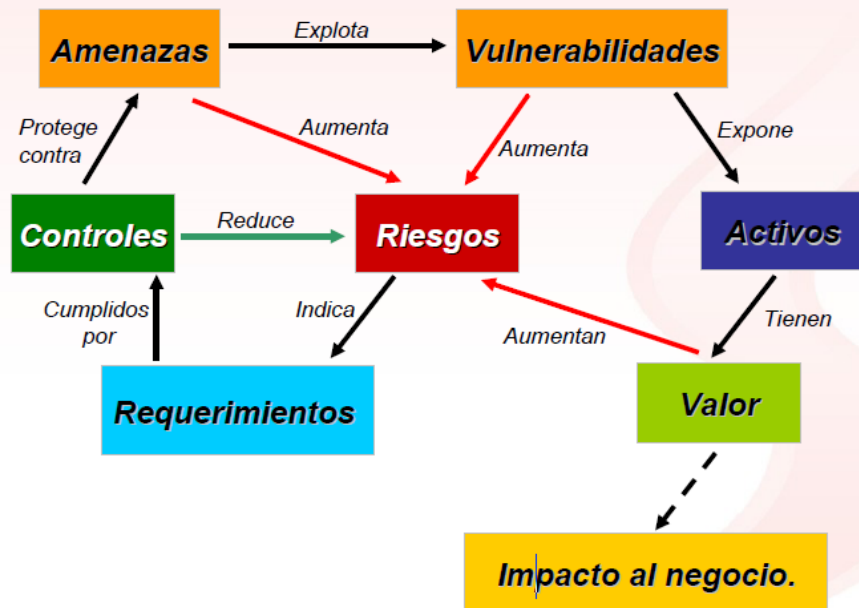 Amenazas
Explota
Vulnerabilidades
Protege
contra
Aumenta
Aumenta
Expone
Controles
Reduce
Riesgos
Activos
Cumplidos
por
Indica
Aumentan
Tienen
Requerimientos
Valor
Impacto al negocio.